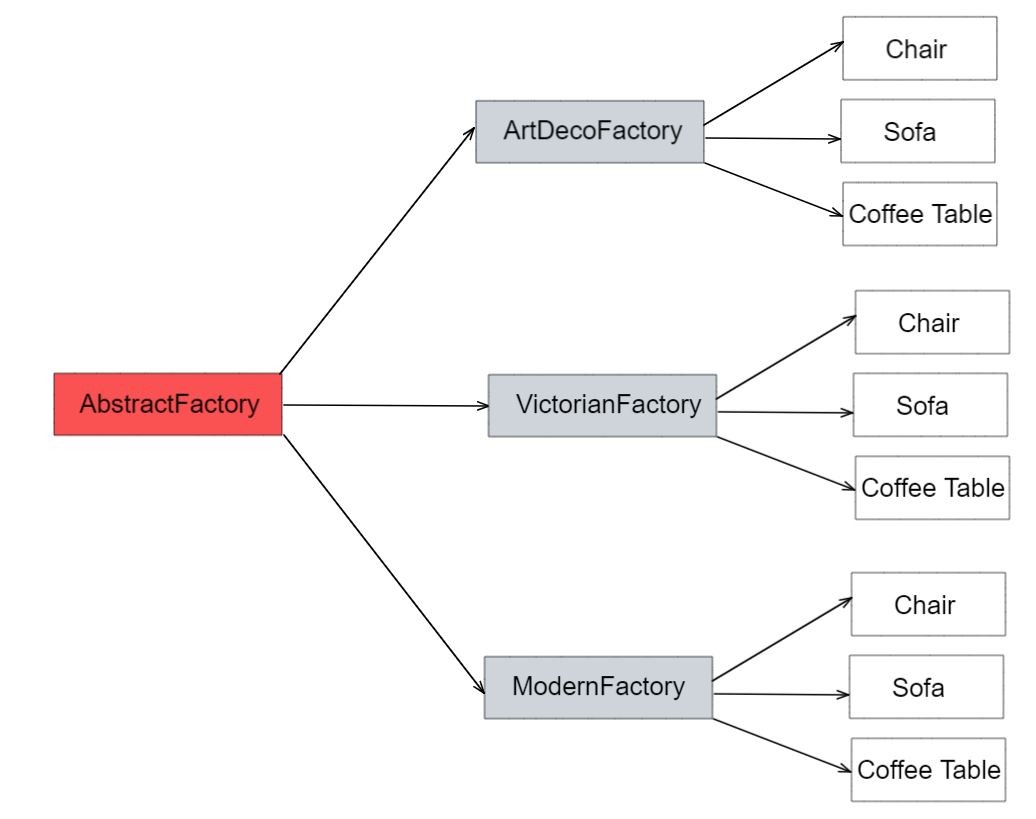 AbstractFactory
ArtDecoFactory
Chair
Sofa
Coffee Table
VictorianFactory
Chair
Sofa
Coffee Table
ModernFactory
Chair
Sofa
Coffee Table